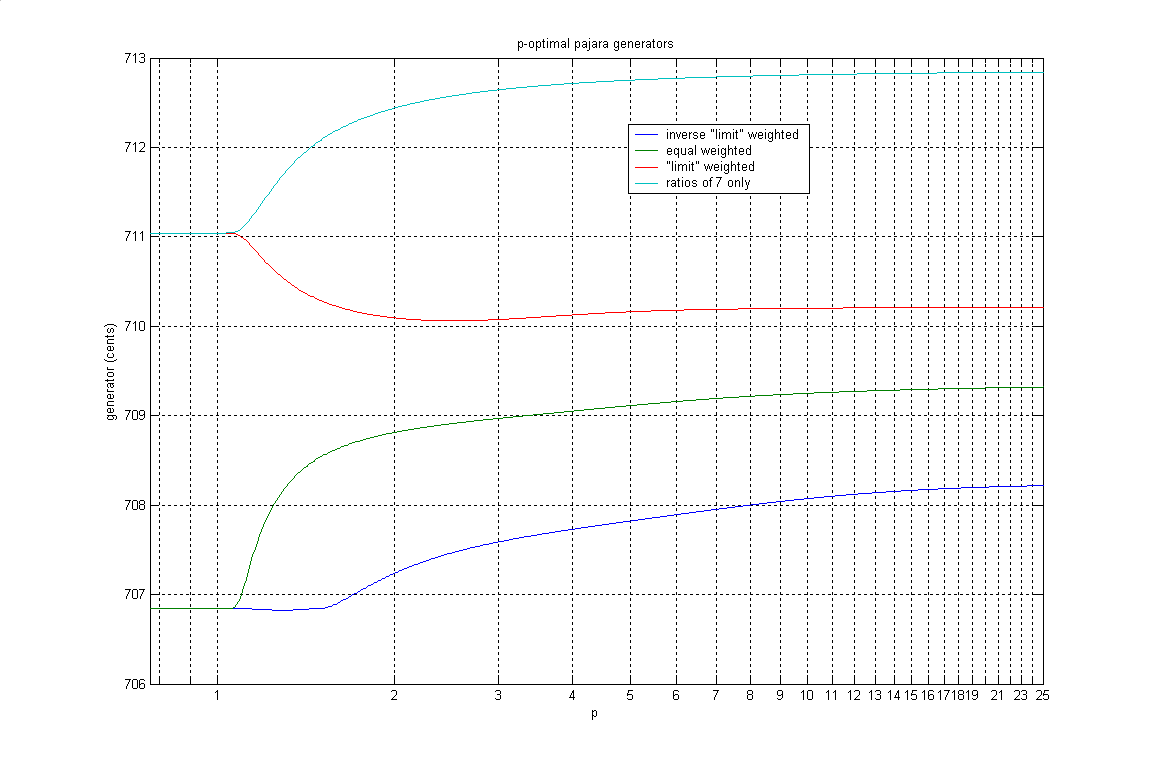 p-optimal pajara generators
713
712
711
710
709
708
707
706
generator (cents)
inverse "limit" weighted
equal weighted
"limit" weighted
ratios of 7 only
1 2 3 4 5 6 7 8 9 10 11 12 13 14 15 16 17 18 19 21 23 25
p